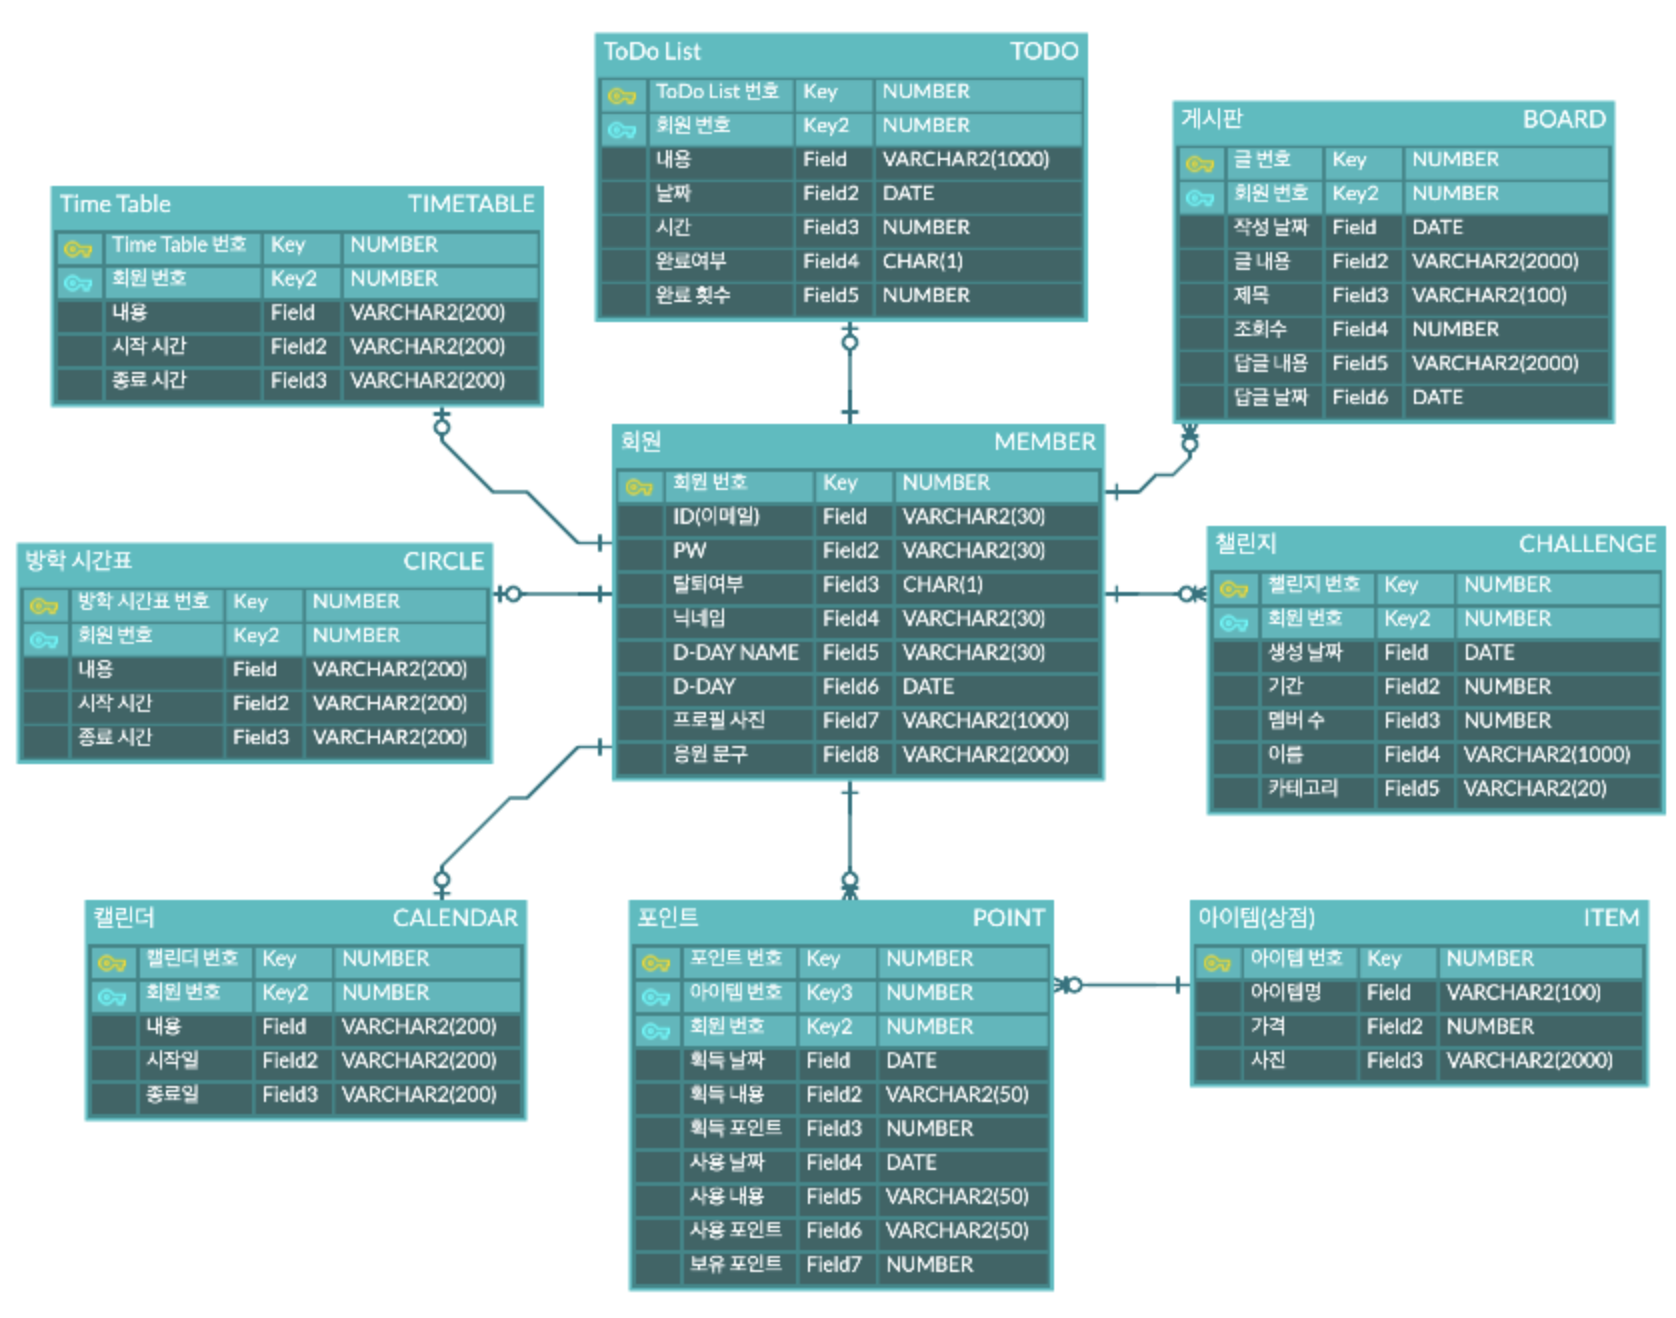 ToDo List TODO
ToDo List 번호 Key NUMBER
회원 번호 Key2 NUMBER
내용 Field VARCHAR2(1000)
날짜 Field2 DATE
시간 Field3 NUMBER
완료여부 Field4 CHAR(1)
완료 횟수 Field5 NUMBER
게시판 BOARD
글 번호 Key NUMBER
회원 번호 Key2 NUMBER
작성 날짜 Field DATE
글 내용 Field2 VARCHAR2(2000)
제목 Field3 VARCHAR2(100)
조회수 Field4 NUMBER
답글 내용 Field5 VARCHAR2(2000)
답글 날짜 Field6 DATE
Time Table TIMETABLE
Time Table 번호 Key NUMBER
회원 번호 Key2 NUMBER
내용 Field VARCHAR2(200)
시작 시간 Field2 VARCHAR2(200)
종료 시간 Field3 VARCHAR2(200)
회원 MEMBER
회원 번호 Key NUMBER
ID(이메일) Field VARCHAR2(30)
PW Field2 VARCHAR2(30)
탈퇴여부 Field3 CHAR(1)
닉네임 Field4 VARCHAR2(30)
D-DAY NAME Field5 VARCHAR2(30)
D-DAY Field6 DATE
프로필 사진 Field7 VARCHAR2(1000)
응원 문구 Field8 VARCHAR2(2000)
방학 시간표 CIRCLE
방학 시간표 번호 Key NUMBER
회원 번호 Key2 NUMBER
내용 Field VARCHAR2(200)
시작 시간 Field2 VARCHAR2(200)
종료 시간 Field3 VARCHAR2(200)
챌린지 CHALLENGE
챌린지 번호 Key NUMBER
회원 번호 Key2 NUMBER
생성 날짜 Field DATE
기간 Field2 NUMBER
멤버 수 Field3 NUMBER
이름 Field4 VARCHAR2(1000)
카테고리 Field5 VARCHAR2(20)
캘린더 CALENDAR
캘린더 번호 Key NUMBER
회원 번호 Key2 NUMBER
내용 Field VARCHAR2(200)
시작일 Field2 VARCHAR2(200)
종료일 Field3 VARCHAR2(200)
포인트 POINT
포인트 번호 Key NUMBER
아이템 번호 Key3 NUMBER
회원 번호 Key2 NUMBER
획득 날짜 Field DATE
획득 내용 Field2 VARCHAR2(50)
획득 포인트 Field3 NUMBER
사용 날짜 Field4 DATE
사용 내용 Field5 VARCHAR2(50)
사용 포인트 Field6 VARCHAR2(50)
보유 포인트 Field7 NUMBER
아이템(상점) ITEM
아이템 번호 Key NUMBER
아이템명 Field VARCHAR2(100)
가격 Field2 NUMBER
사진 Field3 VARCHAR2(2000)